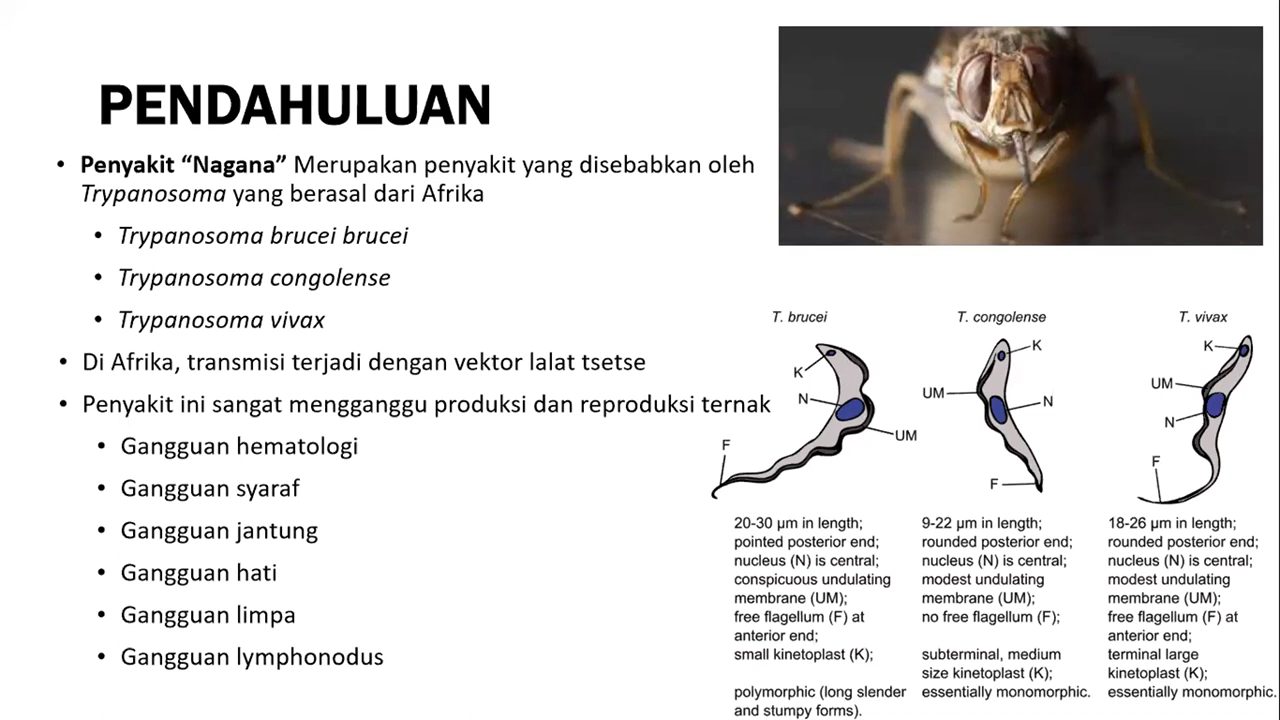 PENDAHULUAN
• Penyakit “Nagana” Merupakan penyakit yang disebabkan oleh
Trypanosoma yang berasal dari Afrika
• Trypanosoma brucei brucei
• Trypanosoma congolense
• Trypanosoma vivax
• Di Afrika, transmisi terjadi dengan vektor lalat tsetse
• Penyakit ini sangat mengganggu produksi dan reproduksi ternak
• Gangguan hematologi
• Gangguan syaraf
• Gangguan jantung
• Gangguan hati
• Gangguan limpa
• Gangguan lymphonodus
T. brucei
K
N
UM
F
20-30 µm in length;
pointed posterior end;
nucleus (N) is central;
conspicuous undulating
membrane (UM);
free flagellum (F) at
anterior end;
small kinetoplast (K);
polymorphic (long slender
and stumpy forms).
T. congolense
K
UM
N
F
9-22 µm in length;
rounded posterior end;
nucleus (N) is central;
modest undulating
membrane (UM);
no free flagellum (F);
subterminal, medium
size kinetoplast (K);
essentially monomorphic.
T. vivax
K
UM
N
F
18-26 µm in length;
rounded posterior end;
nucleus (N) is central;
modest undulating
membrane (UM);
free flagellum (F) at
anterior end;
terminal large
kinetoplast (K);
essentially monomorphic.